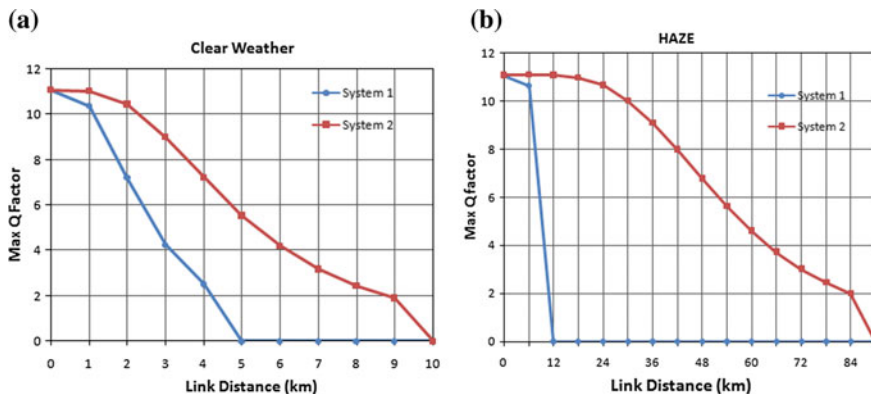 (a)
Clear Weather
Max Q Factor
12
10
8
6
4
2
0
System 1
System 2
0 1 2 3 4 5 6 7 8 9 10
Link Distance (km)
(b)
HAZE
Max Q factor
12
10
8
6
4
2
0
System 1
System 2
0 12 24 36 48 60 72 84
Link Distance (km)